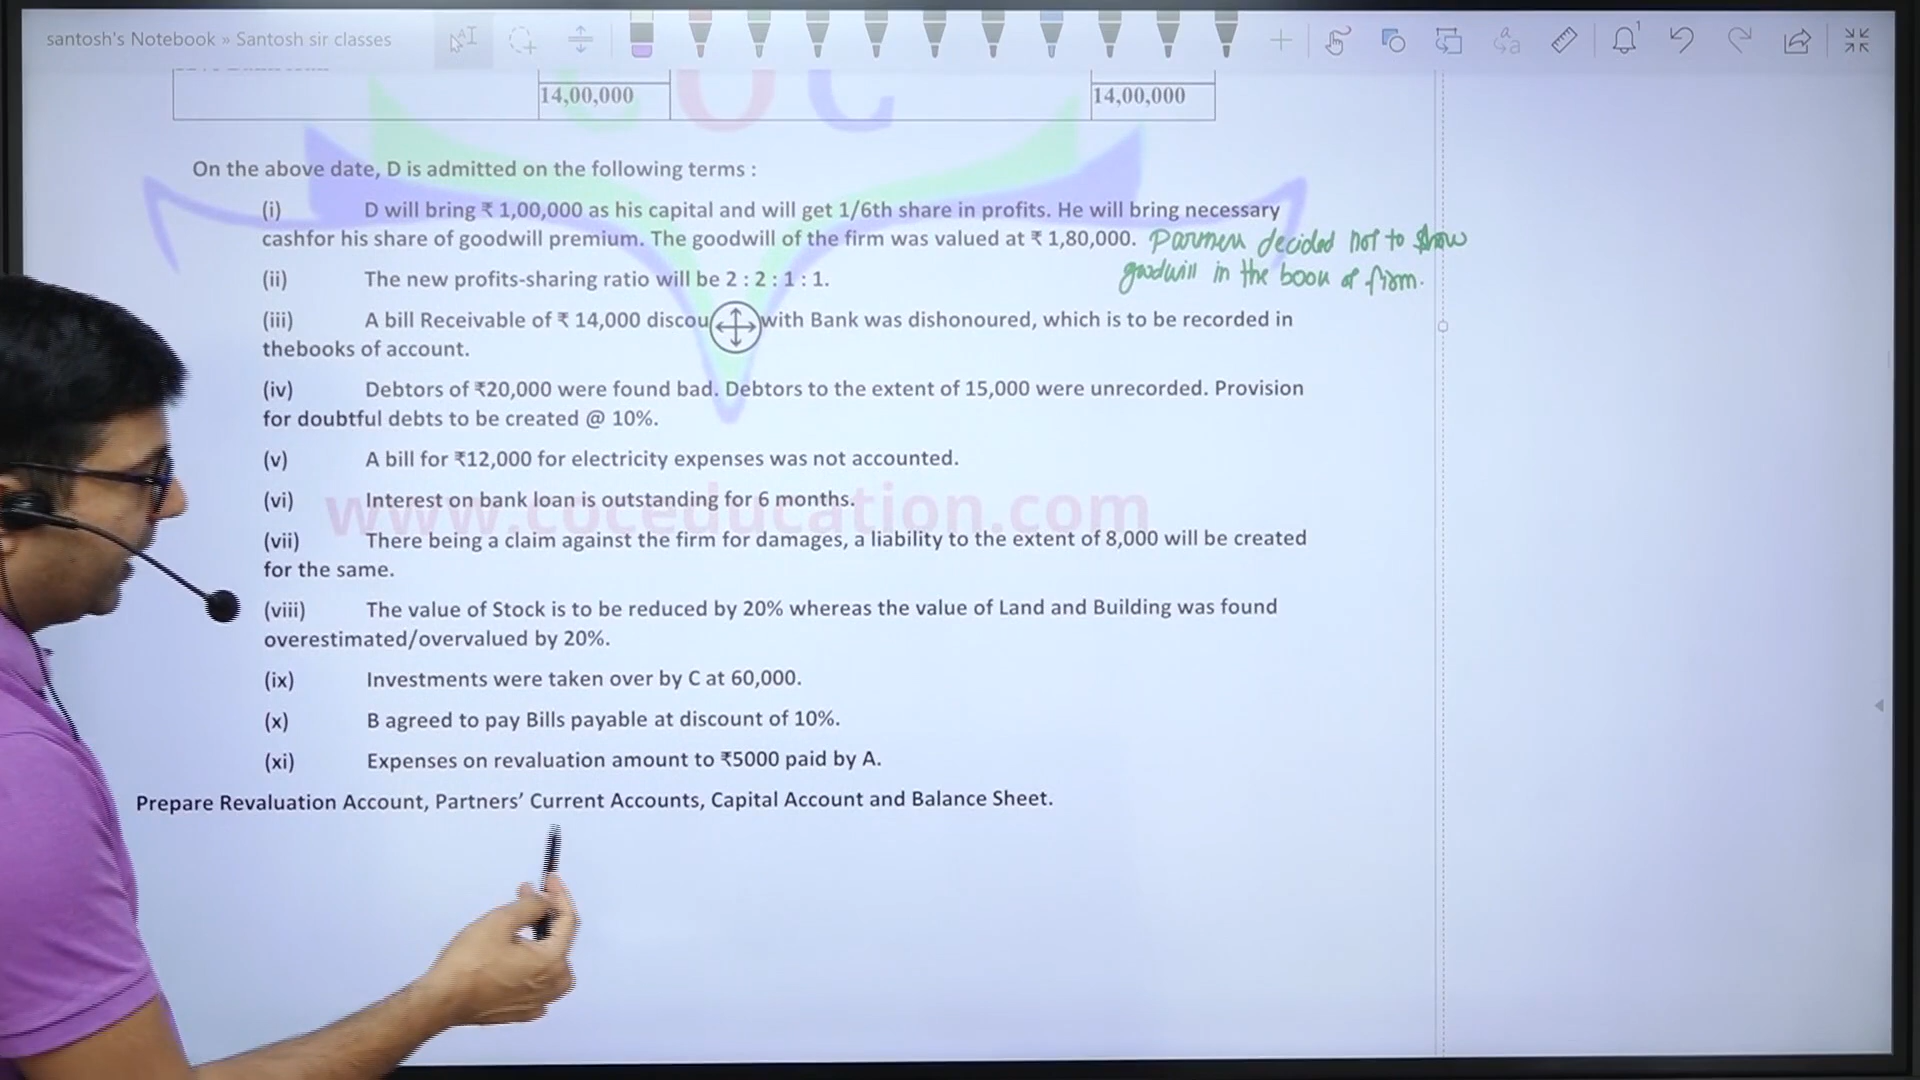 santosh's Notebook » Santosh sir classes
14,00,000 14,00,000
On the above date, D is admitted on the following terms :
(i) D will bring ₹ 1,00,000 as his capital and will get 1/6th share in profits. He will bring necessary
cashfor his share of goodwill premium. The goodwill of the firm was valued at ₹ 1,80,000. decided not to show
goodwill in the book of firm.
(ii) The new profits-sharing ratio will be 2 : 2 : 1 : 1.
(iii) A bill Receivable of ₹ 14,000 discou with Bank was dishonoured, which is to be recorded in
thebooks of account.
(iv) Debtors of ₹20,000 were found bad. Debtors to the extent of 15,000 were unrecorded. Provision
for doubtful debts to be created @ 10%.
(v) A bill for ₹12,000 for electricity expenses was not accounted.
(vi) Interest on bank loan is outstanding for 6 months.
www.coceducation.com
(vii) There being a claim against the firm for damages, a liability to the extent of 8,000 will be created
for the same.
(viii) The value of Stock is to be reduced by 20% whereas the value of Land and Building was found
overestimated/overvalued by 20%.
(ix) Investments were taken over by C at 60,000.
(x) B agreed to pay Bills payable at discount of 10%.
(xi) Expenses on revaluation amount to ₹5000 paid by A.
Prepare Revaluation Account, Partners’ Current Accounts, Capital Account and Balance Sheet.